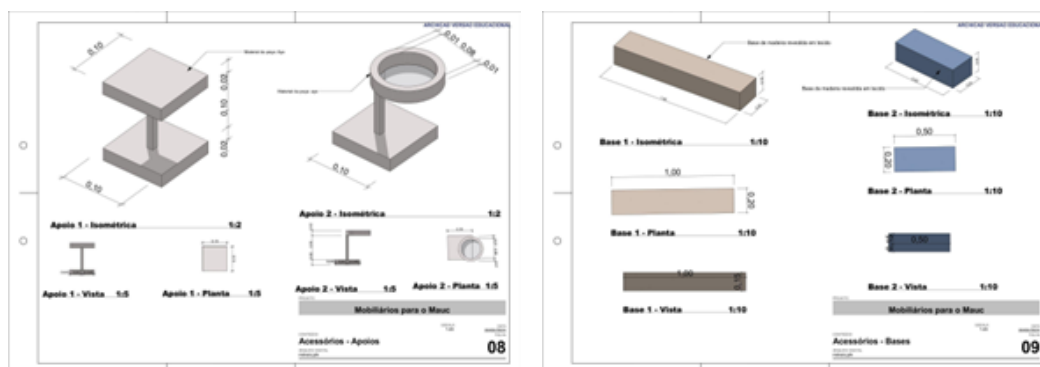 ARCHICAD VERSÃO EDUCACIONAL
0,10
Material da peça: Mpx
0,02
0,10
0,02
0,10
Apoio 1 - Isométrica 1:2
Apoio 1 - Vista 1:5
Apoio 1 - Planta 1:5
0,01
0,08
0,01
0,10
Apoio 2 - Isométrica 1:2
Apoio 2 - Vista 1:5
Apoio 2 - Planta 1:5
Mobiliários para o Mauc
Acessórios - Apoios
08
ARCHICAD VERSÃO EDUCACIONAL
Base de madeira revestida em tecido
Base 1 - Isométrica 1:10
1,00
0,20
Base 1 - Planta 1:10
1,00
0,15
Base 1 - Vista 1:10
Base de madeira revestida em tecido
Base 2 - Isométrica 1:10
0,50
0,20
Base 2 - Planta 1:10
0,50
Base 2 - Vista 1:10
Mobiliários para o Mauc
Acessórios - Bases
09